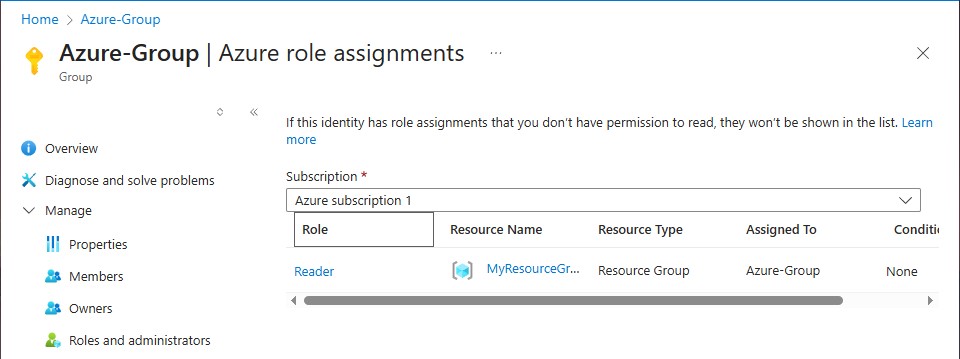 Home > Azure-Group
Azure-Group | Azure role assignments ...
Group
If this identity has role assignments that you don't have permission to read, they won't be shown in the list. Learn
more
Overview
Diagnose and solve problems
Manage
Properties
Members
Owners
Roles and administrators
Subscription *
Azure subscription 1
Role Resource Name Resource Type Assigned To Conditi
Reader MyResourceGr... Resource Group Azure-Group None